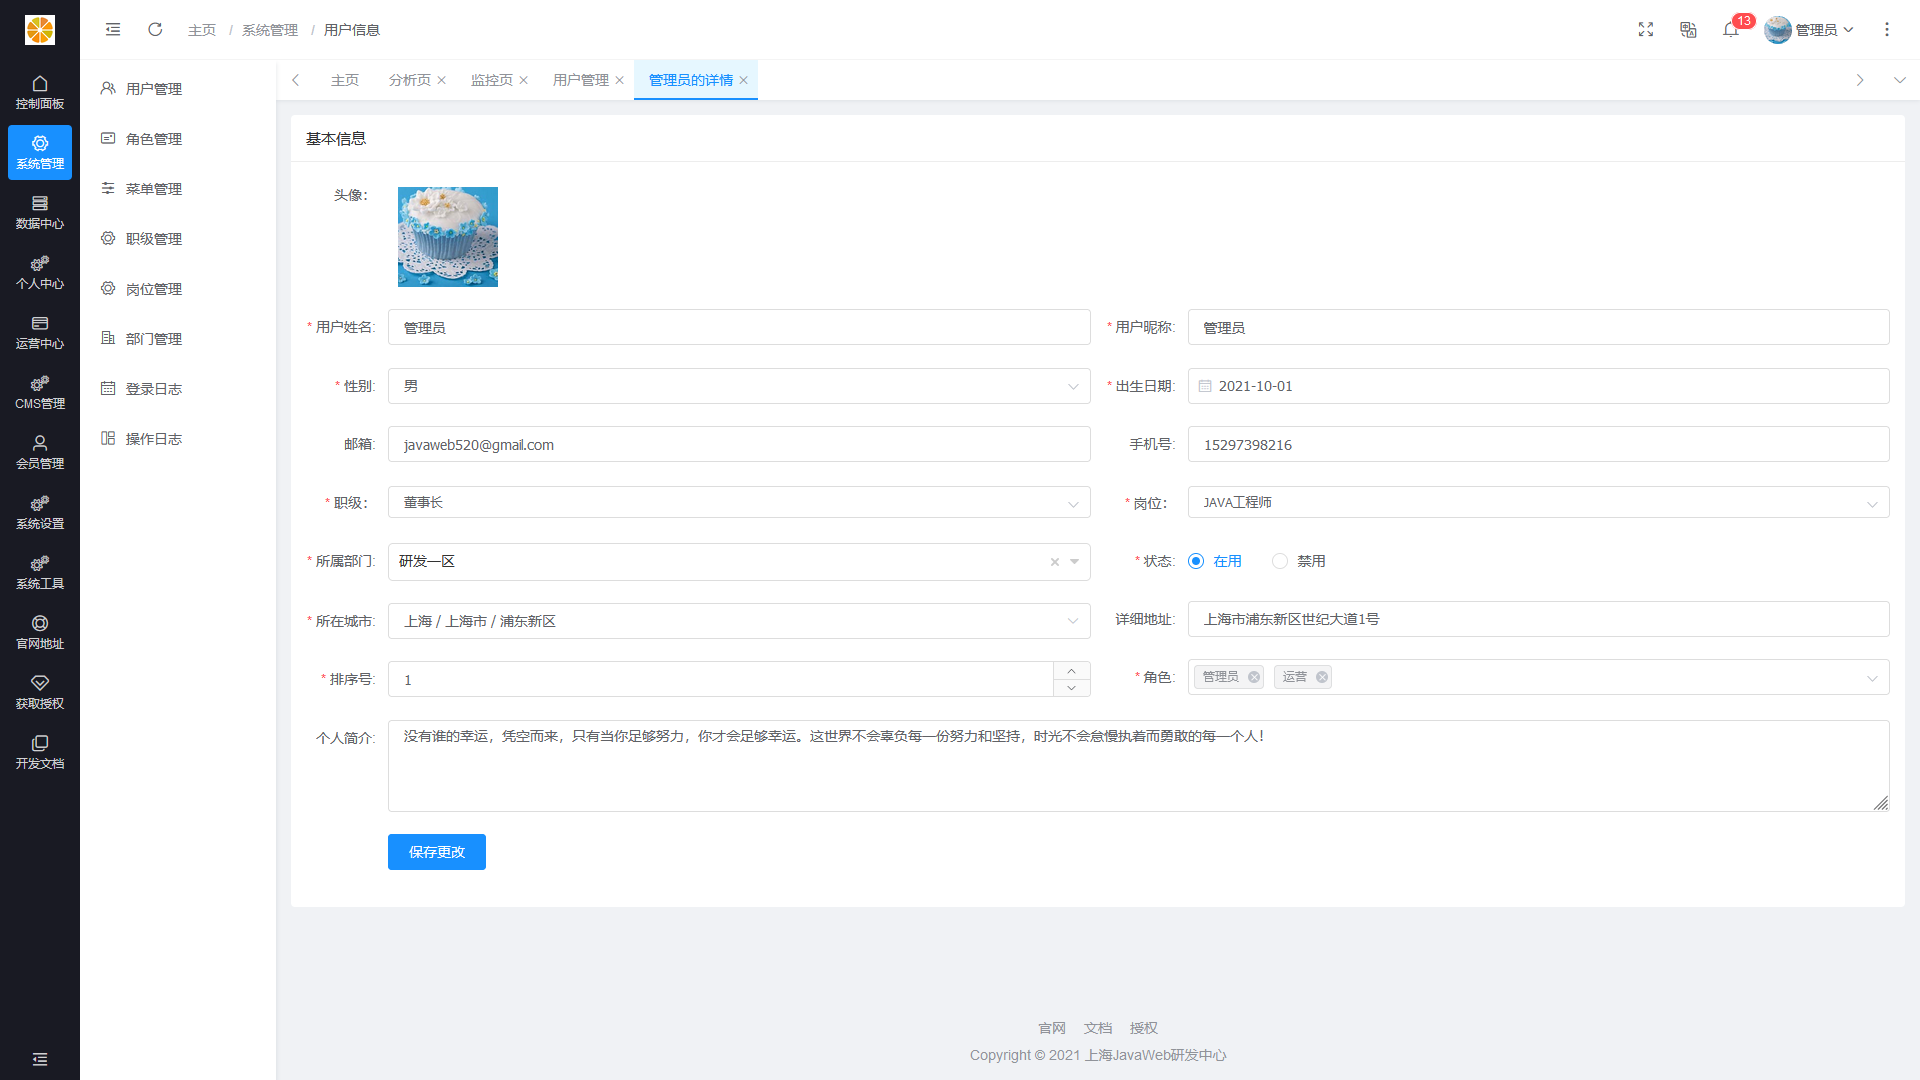 主页 / 系统管理 / 用户信息
13
管理员
控制面板
系统管理
数据中心
个人中心
运营中心
CMS管理
会员管理
系统设置
系统工具
官网地址
获取授权
开发文档
用户管理
角色管理
菜单管理
职级管理
岗位管理
部门管理
登录日志
操作日志
主页 分析页 监控页 用户管理 管理员的详情
基本信息
头像:
* 用户姓名: 管理员 * 用户昵称: 管理员
* 性别: 男 * 出生日期: 2021-10-01
邮箱: javaweb520@gmail.com 手机号: 15297398216
* 职级: 董事长 * 岗位: JAVA工程师
* 所属部门: 研发一区 * 状态: 在用 禁用
* 所在城市: 上海 / 上海市 / 浦东新区 详细地址: 上海市浦东新区世纪大道1号
* 排序号: 1 * 角色: 管理员 运营
个人简介: 没有谁的幸运，凭空而来，只有当你足够努力，你才会足够幸运。这世界不会辜负每一份努力和坚持，时光不会怠慢执着而勇敢的每一个人！
保存更改
官网 文档 授权
Copyright © 2021 上海JavaWeb研发中心